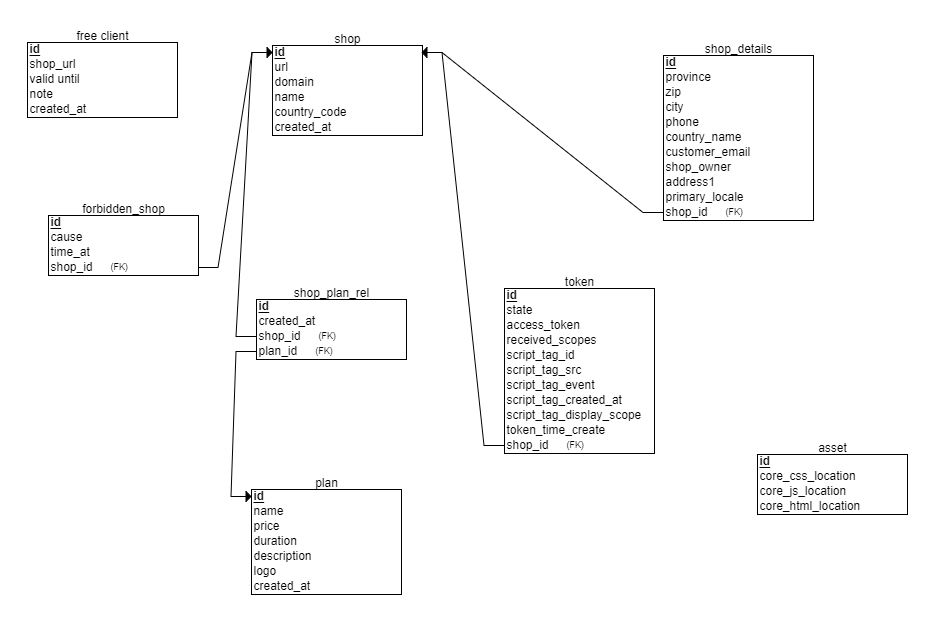 free client
id
shop_url
valid until
note
created_at
shop
id
url
domain
name
country_code
created_at
shop_details
id
province
zip
city
phone
country_name
customer_email
shop_owner
address1
primary_locale
shop_id (FK)
forbidden_shop
id
cause
time_at
shop_id (FK)
shop_plan_rel
id
created_at
shop_id (FK)
plan_id (FK)
token
id
state
access_token
received_scopes
script_tag_id
script_tag_src
script_tag_event
script_tag_created_at
script_tag_display_scope
token_time_create
shop_id (FK)
asset
id
core_css_location
core_js_location
core_html_location
plan
id
name
price
duration
description
logo
created_at